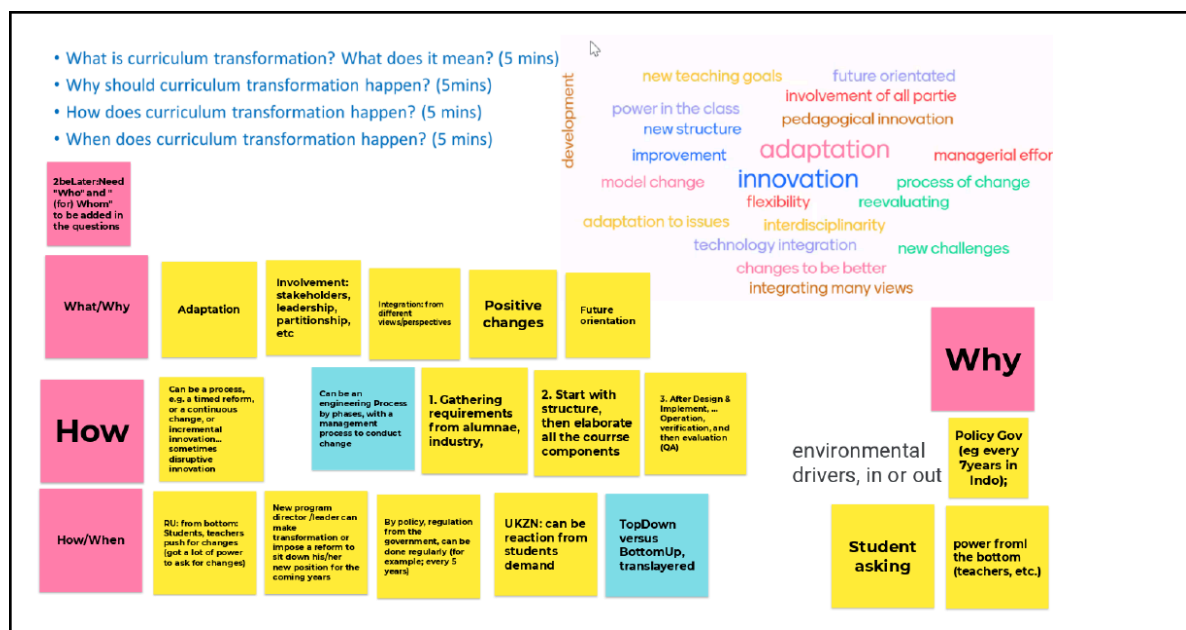 • What is curriculum transformation? What does it mean? (5 mins)
• Why should curriculum transformation happen? (5mins)
• How does curriculum transformation happen? (5 mins)
• When does curriculum transformation happen? (5 mins)
development
new teaching goals
future orientated
involvement of all partie
power in the class
pedagogical innovation
new structure
adaptation
improvement
managerial effor
innovation
model change
process of change
flexibility
reevaluating
adaptation to issues
interdisciplinarity
technology integration
new challenges
changes to be better
integrating many views
2beLater:Need
"Who" and "
(for) Whom"
to be added in
the questions
What/Why
Adaptation
Involvement:
stakeholders,
leadership,
partitionship,
etc
Integration: from
different
views/perspectives
Positive
changes
Future
orientation
How
Can be a process,
e.g. a timed reform,
or a continuous
change, or
incremental
innovation...
sometimes
disruptive
innovation
Can be an
engineering Process
by phases, with a
management
process to conduct
change
1. Gathering
requirements
from alumnae,
industry,
2. Start with
structure,
then elaborate
all the courrse
components
3. After Design &
Implement, ...
Operation,
verification, and
then evaluation
(QA)
How/When
RU: from bottom:
Students, teachers
push for changes
(got a lot of power
to ask for changes)
New program
director /leader can
make
transformation or
impose a reform to
sit down his/her
new position for the
coming years
By policy, regulation
from the
government, can be
done regularly (for
example; every 5
years)
UKZN: can be
reaction from
students
demand
TopDown
versus
BottomUp,
translayered
Why
environmental
drivers, in or out
Policy Gov
(eg every
7years in
Indo);
Student
asking
power froml
the bottom
(teachers, etc.)